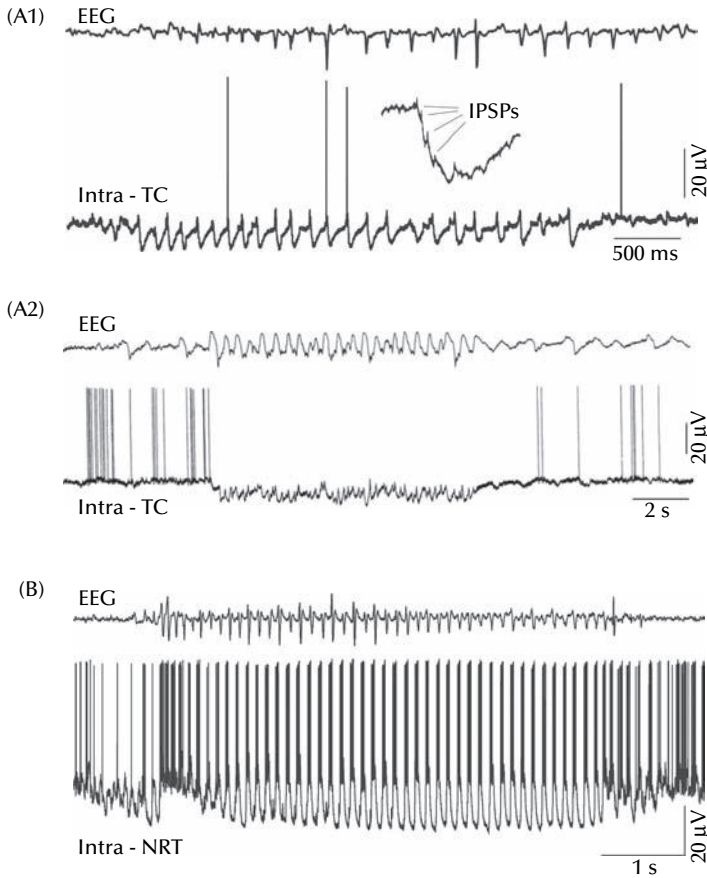 (A1)
EEG
IPSPs
20 µV
Intra - TC
500 ms
(A2)
EEG
20 µV
Intra - TC
2 s
(B)
EEG
Intra - NRT
20 µV
1 s